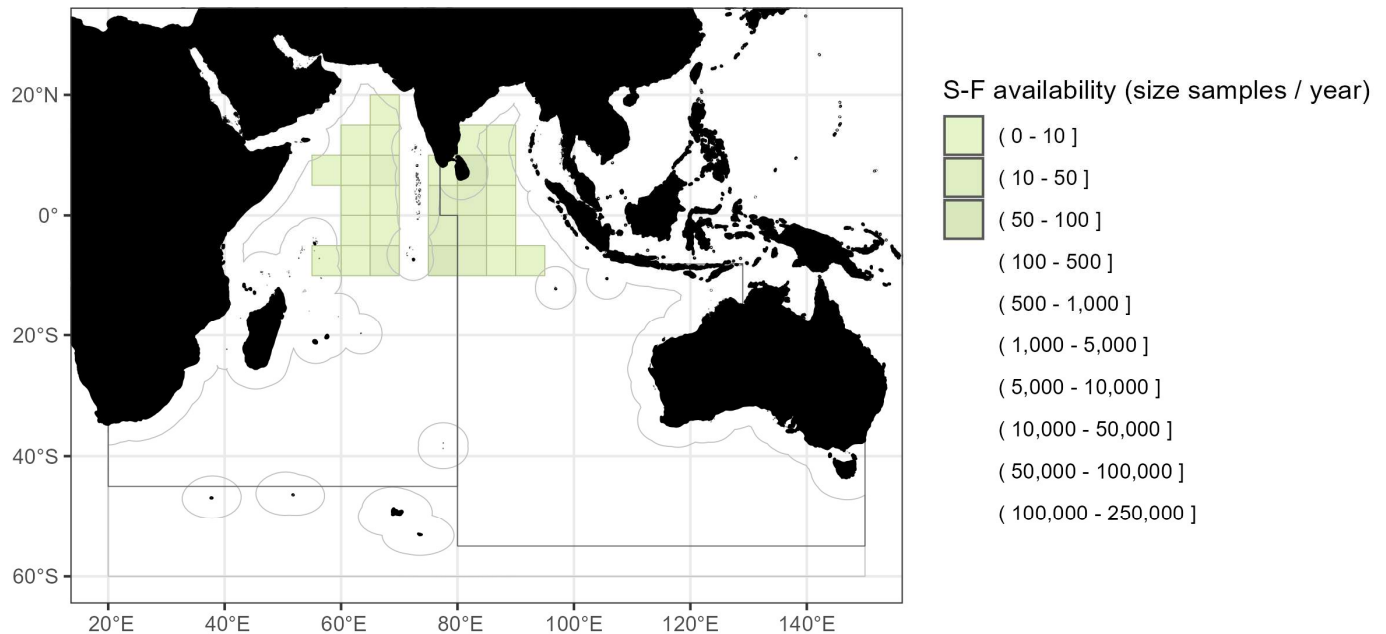 S-F availability (size samples / year)
( 0 - 10 ]
( 10 - 50 ]
( 50 - 100 ]
( 100 - 500 ]
( 500 - 1,000 ]
( 1,000 - 5,000 ]
( 5,000 - 10,000 ]
( 10,000 - 50,000 ]
( 50,000 - 100,000 ]
( 100,000 - 250,000 ]
20°N
0°
20°S
40°S
60°S
20°E 40°E 60°E 80°E 100°E 120°E 140°E